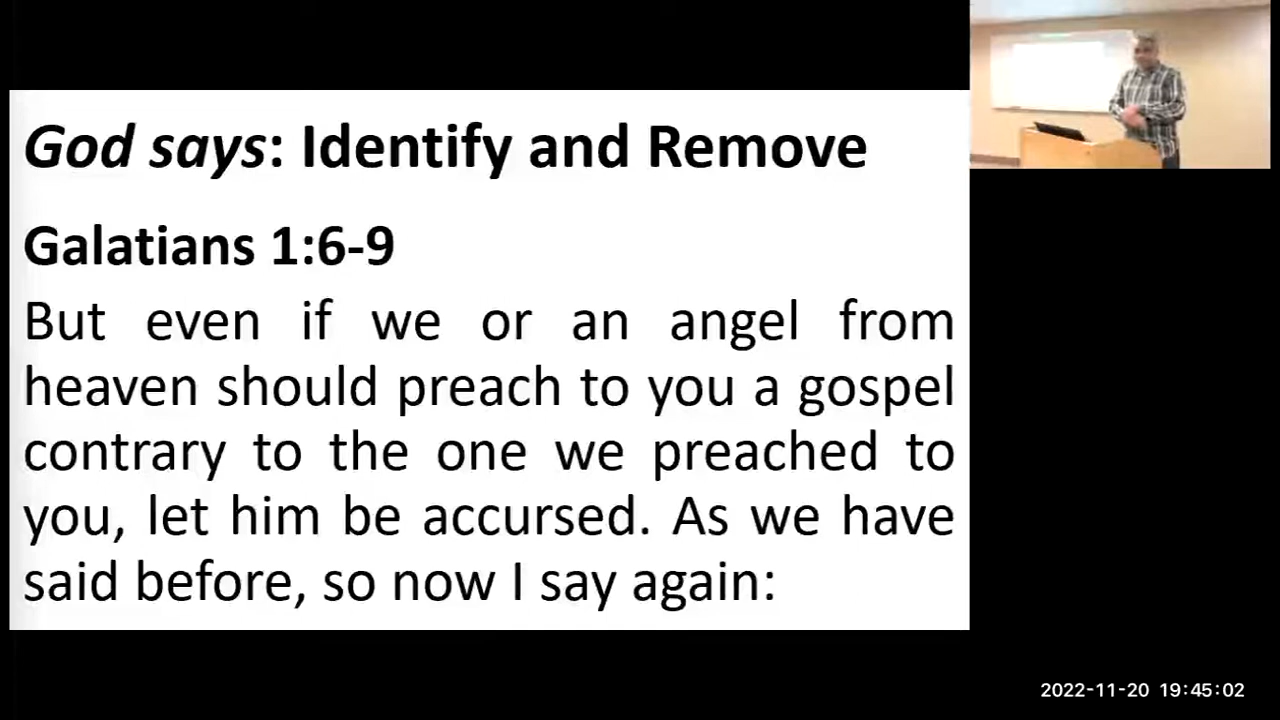 God says: Identify and Remove
Galatians 1:6-9
But even if we or an angel from
heaven should preach to you a gospel
contrary to the one we preached to
you, let him be accursed. As we have
said before, so now I say again:
2022-11-20 19:45:02